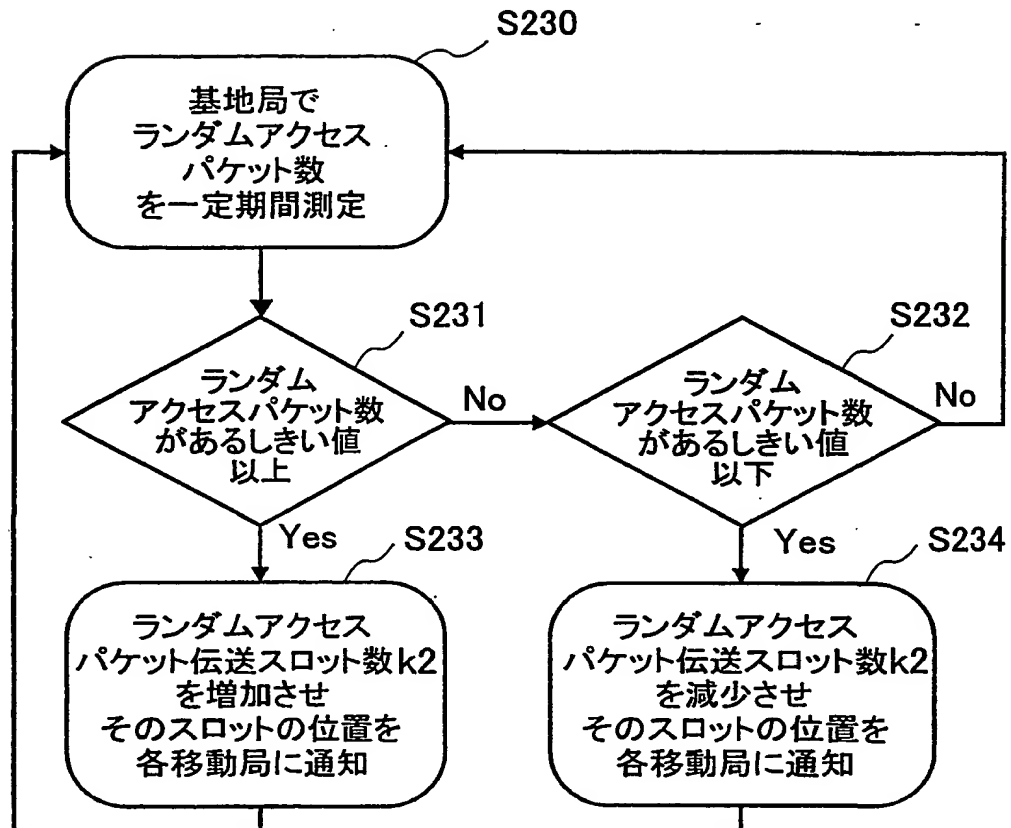 S230
基地局で
ランダムアクセス
パケット数
を一定期間測定
S231
ランダム
アクセスパケット数
があるしきい値
以上
No
S232
ランダム
アクセスパケット数
があるしきい値
以下
No
Yes
S233
ランダムアクセス
パケット伝送スロット数k2
を増加させ
そのスロットの位置を
各移動局に通知
Yes
S234
ランダムアクセス
パケット伝送スロット数k2
を減少させ
そのスロットの位置を
各移動局に通知